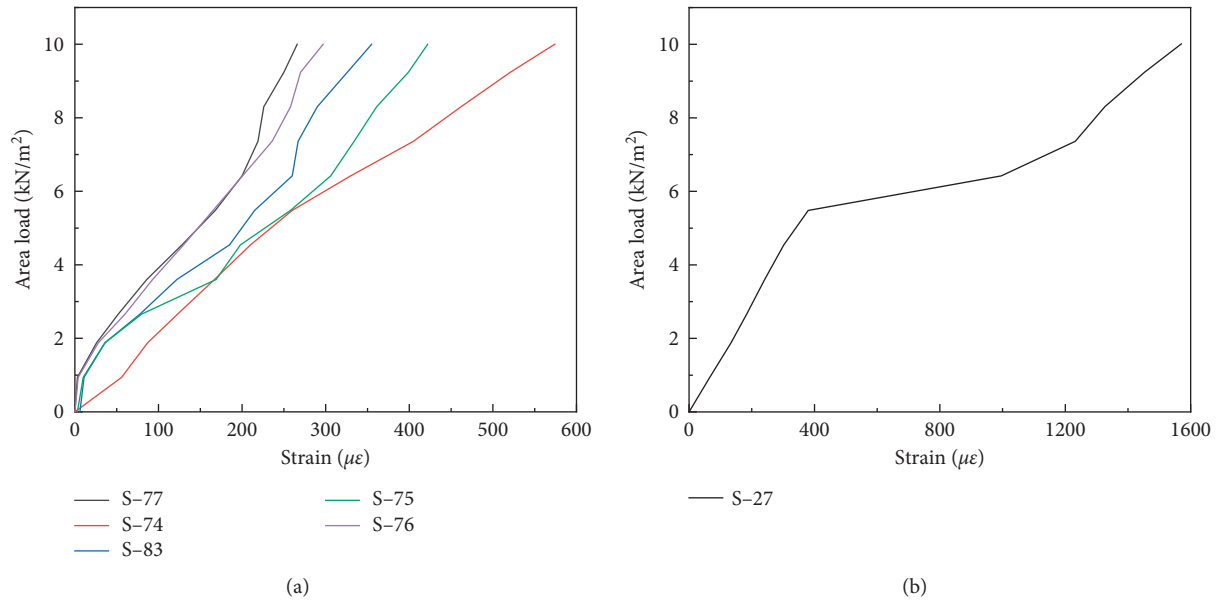 10
8
6
4
2
0
Area load (kN/m²)
0
100
200
300
400
500
600
Strain (με)
S–77
S–74
S–83
S–75
S–76
(a)
10
8
6
4
2
0
Area load (kN/m²)
0
400
800
1200
1600
Strain (με)
S–27
(b)